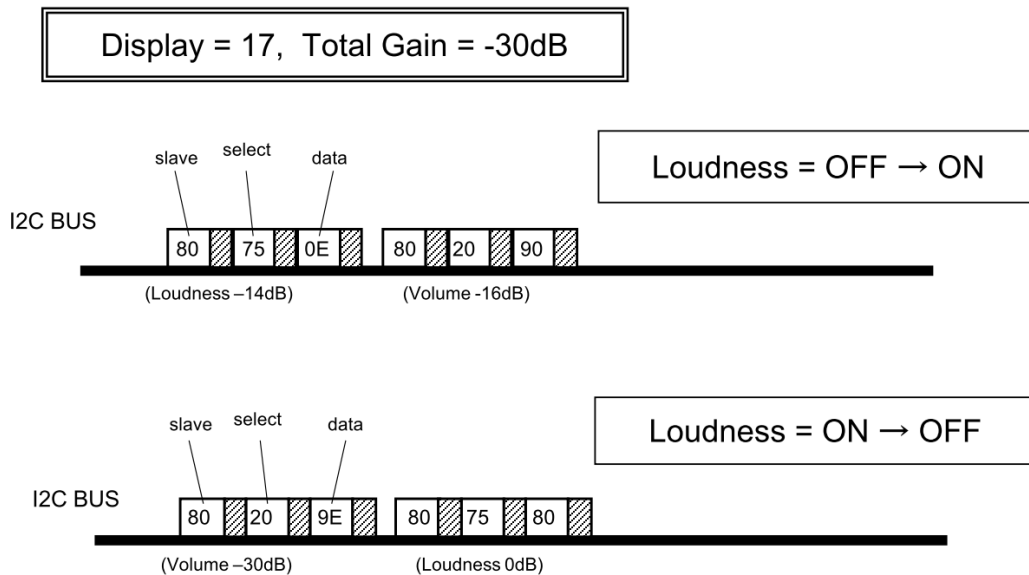 Display = 17,  Total Gain = -30dB
Loudness = OFF → ON
slave select data
I2C BUS
80 75 0E 80 20 90
(Loudness –14dB) (Volume -16dB)
Loudness = ON → OFF
slave select data
I2C BUS
80 20 9E 80 75 80
(Volume –30dB) (Loudness 0dB)